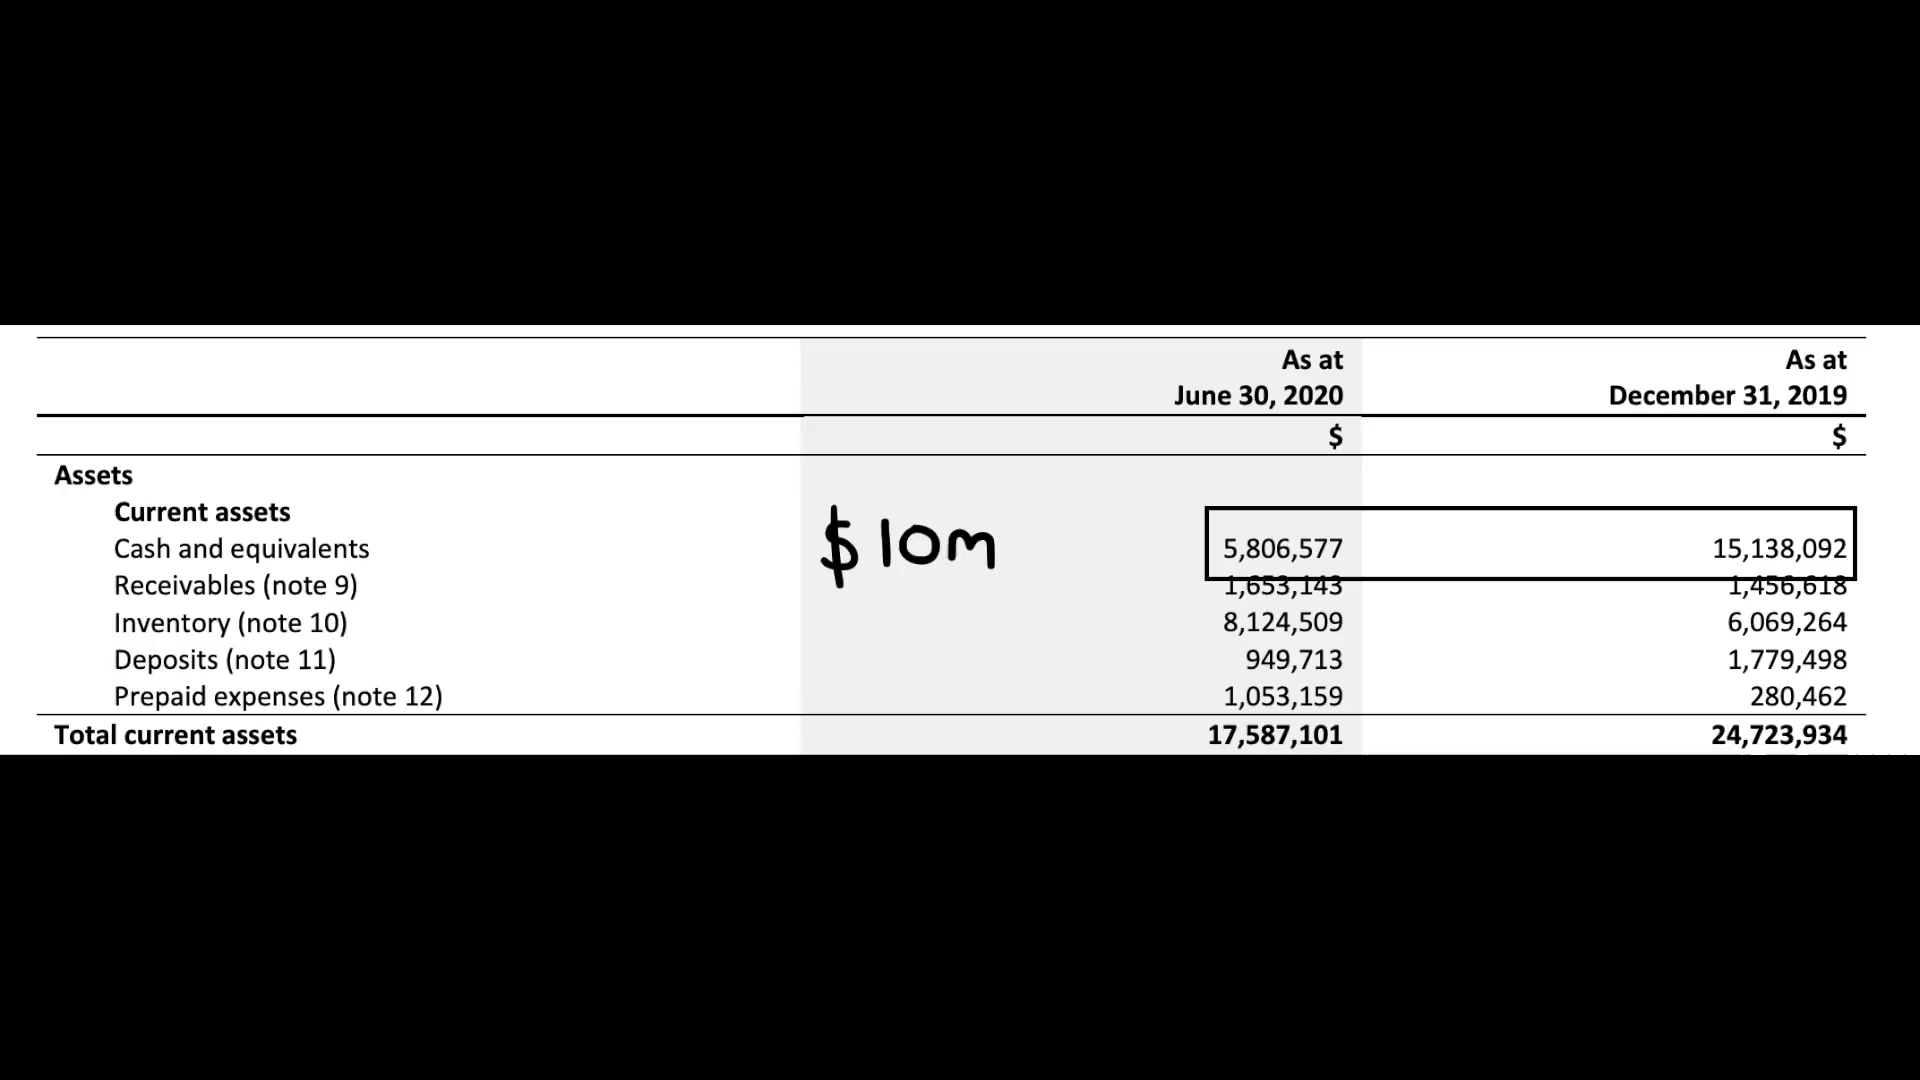 As at As at
June 30, 2020 December 31, 2019
$ $
Assets
Current assets
Cash and equivalents $10M 5,806,577 15,138,092
Receivables (note 9) 1,653,143 1,456,618
Inventory (note 10) 8,124,509 6,069,264
Deposits (note 11) 949,713 1,779,498
Prepaid expenses (note 12) 1,053,159 280,462
Total current assets 17,587,101 24,723,934